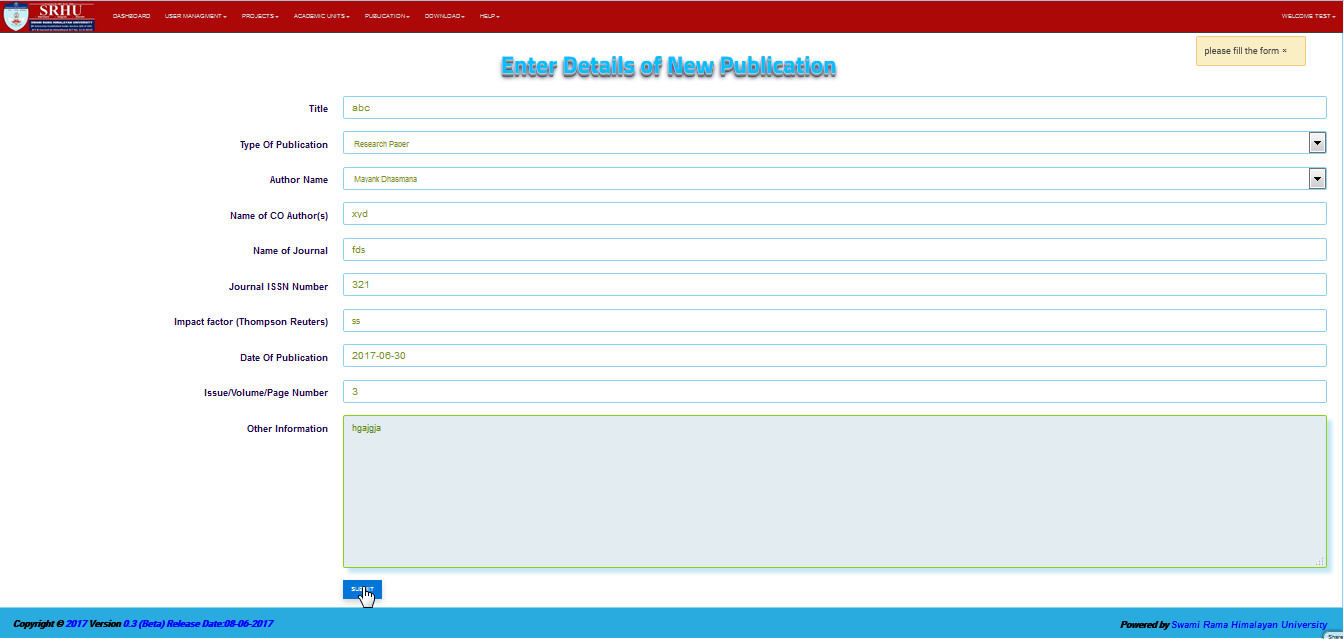 SRHU
SWAMI RAMA HIMALAYAN UNIVERSITY
DASHBOARD USER MANAGMENT PROJECTS ACADEMIC UNITS PUBLICATION DOWNLOAD HELP WELCOME TEST
please fill the form ×
Enter Details of New Publication
Title abc
Type Of Publication Research Paper
Author Name Mayank Dhasmana
Name of CO Author(s) xyd
Name of Journal fds
Journal ISSN Number 321
Impact factor (Thompson Reuters) ss
Date Of Publication 2017-06-30
Issue/Volume/Page Number 3
Other Information hgajgja
SUBMIT
Copyright © 2017 Version 0.3 (Beta) Release Date:08-06-2017 Powered by Swami Rama Himalayan University